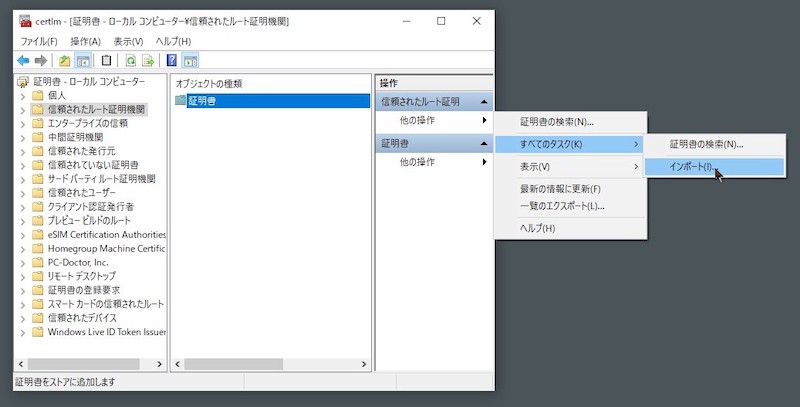 certlm - [証明書 - ローカル コンピューター¥信頼されたルート証明機関]
ファイル(F) 操作(A) 表示(V) ヘルプ(H)
証明書 - ローカル コンピューター
個人
信頼されたルート証明機関
エンタープライズの信頼
中間証明機関
信頼された発行元
信頼されていない証明書
サード パーティ ルート証明機関
信頼されたユーザー
クライアント認証発行者
プレビュー ビルドのルート
eSIM Certification Authorities
Homegroup Machine Certific
PC-Doctor, Inc.
リモート デスクトップ
証明書の登録要求
スマート カードの信頼されたルート
信頼されたデバイス
Windows Live ID Token Issuer
オブジェクトの種類
証明書
操作
信頼されたルート証明
他の操作
証明書
他の操作
証明書の検索(N)...
すべてのタスク(K)
表示(V)
最新の情報に更新(F)
一覧のエクスポート(L)...
ヘルプ(H)
証明書の検索(N)...
インポート(I)...
証明書をストアに追加します